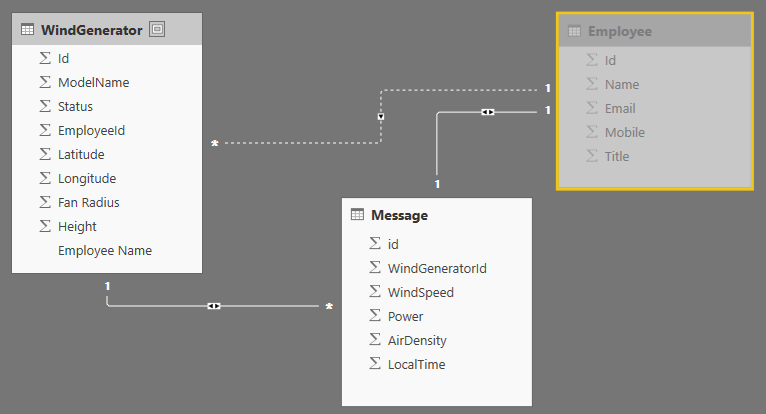 WindGenerator
Id
ModelName
Status
EmployeeId
Latitude
Longitude
Fan Radius
Height
Employee Name
Employee
Id
Name
Email
Mobile
Title
1
1
*
1
Message
id
WindGeneratorId
WindSpeed
Power
AirDensity
LocalTime
1
*